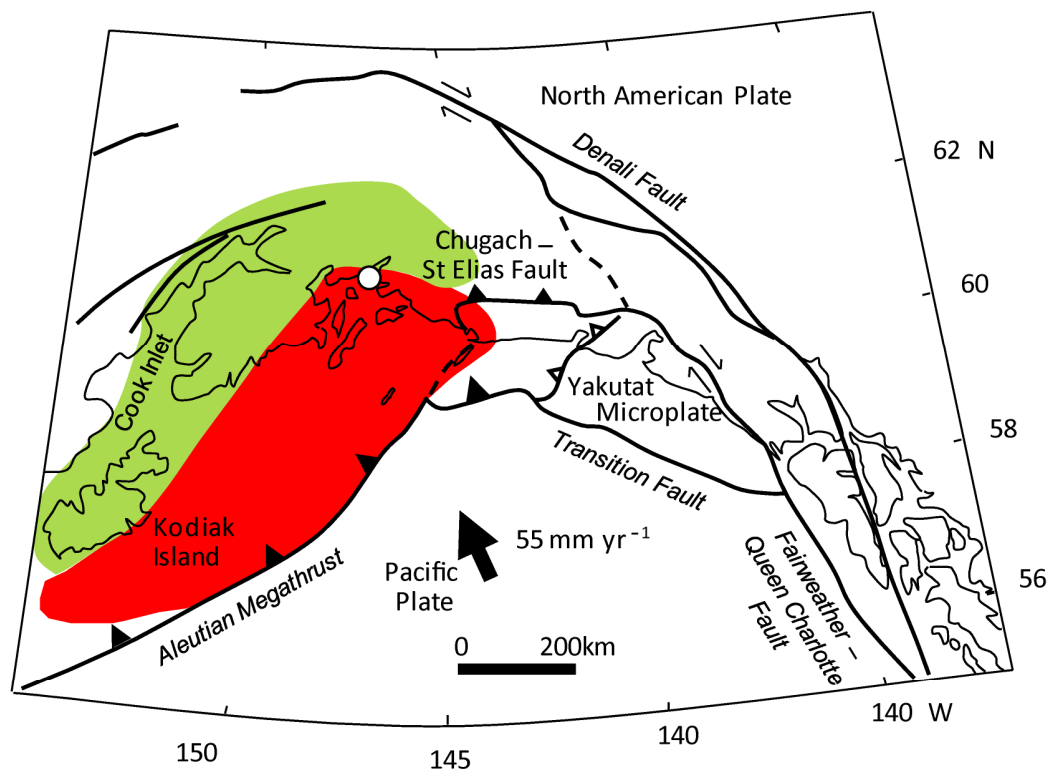 North American Plate
62 N
Denali Fault
Chugach –
St Elias Fault
60
Cook Inlet
Yakutat
Microplate
58
Transition Fault
Kodiak
Island
55 mm yr⁻¹
Pacific
Plate
Aleutian Megathrust
Fairweather –
Queen Charlotte
Fault
56
0 200km
150
145
140
140 W